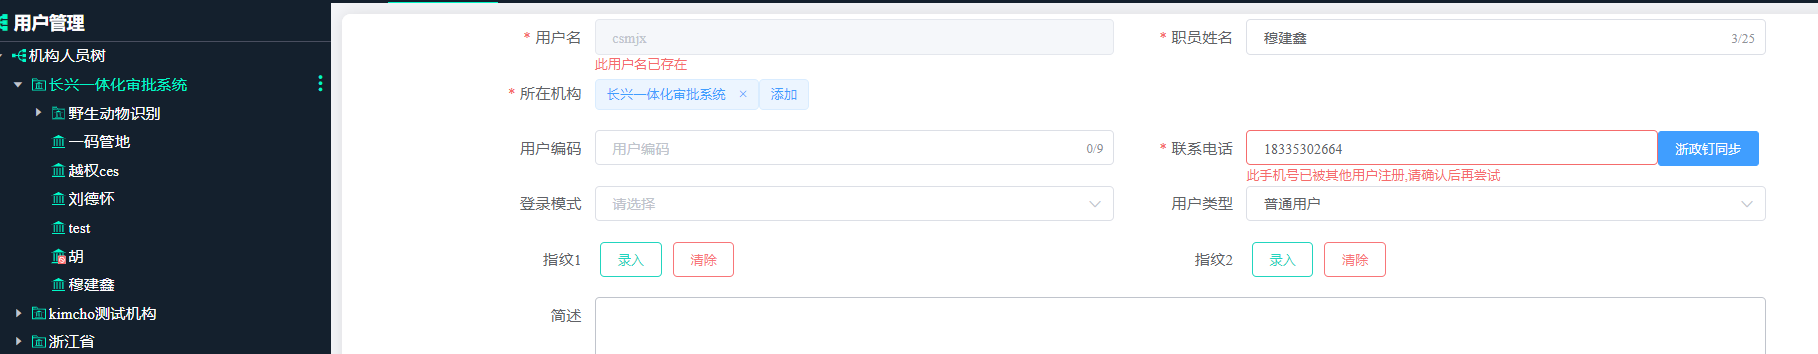 用户管理
机构人员树
长兴一体化审批系统
野生动物识别
一码管地
越权ces
刘德怀
test
胡
穆建鑫
kimcho测试机构
浙江省
* 用户名 csmjx
此用户名已存在
* 职员姓名 穆建鑫 3/25
* 所在机构 长兴一体化审批系统 × 添加
用户编码 用户编码 0/9
* 联系电话 18335302664 浙政钉同步
此手机号已被其他用户注册,请确认后再尝试
登录模式 请选择
用户类型 普通用户
指纹1 录入 清除
指纹2 录入 清除
简述